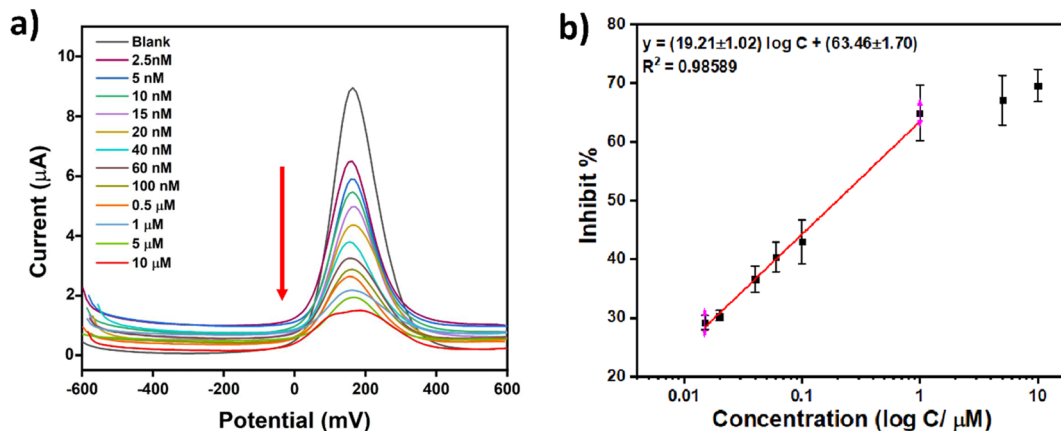 a)
10
8
6
4
2
0
Current (μA)
Blank
2.5nM
5 nM
10 nM
15 nM
20 nM
40 nM
60 nM
100 nM
0.5 μM
1 μM
5 μM
10 μM
-600 -400 -200 0 200 400 600
Potential (mV)
b)
80
70
60
50
40
30
20
Inhibit %
y = (19.21±1.02) log C + (63.46±1.70)
R² = 0.98589
0.01 0.1 1 10
Concentration (log C/ μM)